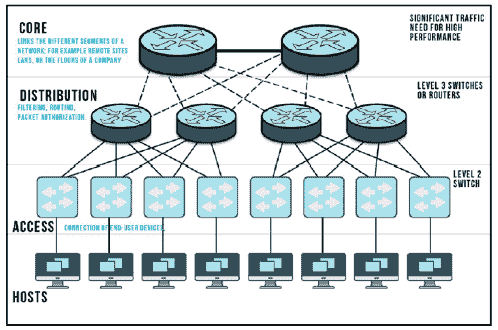 CORE
LINKS THE DIFFERENT SEGMENTS OF A
NETWORK; FOR EXAMPLE REMOTE SITES
LANS, OR THE FLOORS OF A COMPANY
SIGNIFICANT TRAFFIC
NEED FOR HIGH
PERFORMANCE
DISTRIBUTION
FILTERING, ROUTING,
PACKET AUTHORIZATION,
LEVEL 3 SWITCHES
OR ROUTERS
LEVEL 2
SWITCH
ACCESS
CONNECTION OF END-USER DEVICES
HOSTS